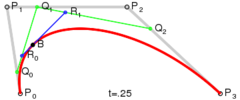 P₁
Q₁
R₁
P₂
Q₂
B
R₀
Q₀
P₀
t=.25
P₃